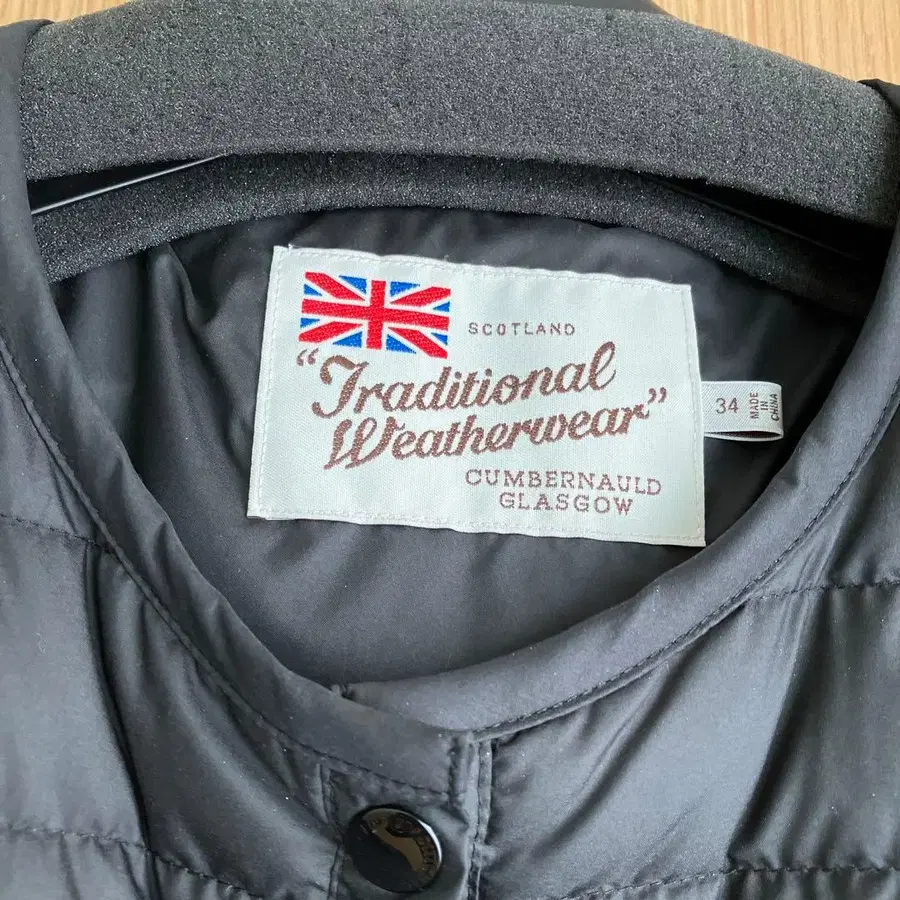 SCOTLAND
"Traditional
Weatherwear"
CUMBERNAULD
GLASGOW
34
MADE
IN
CHINA